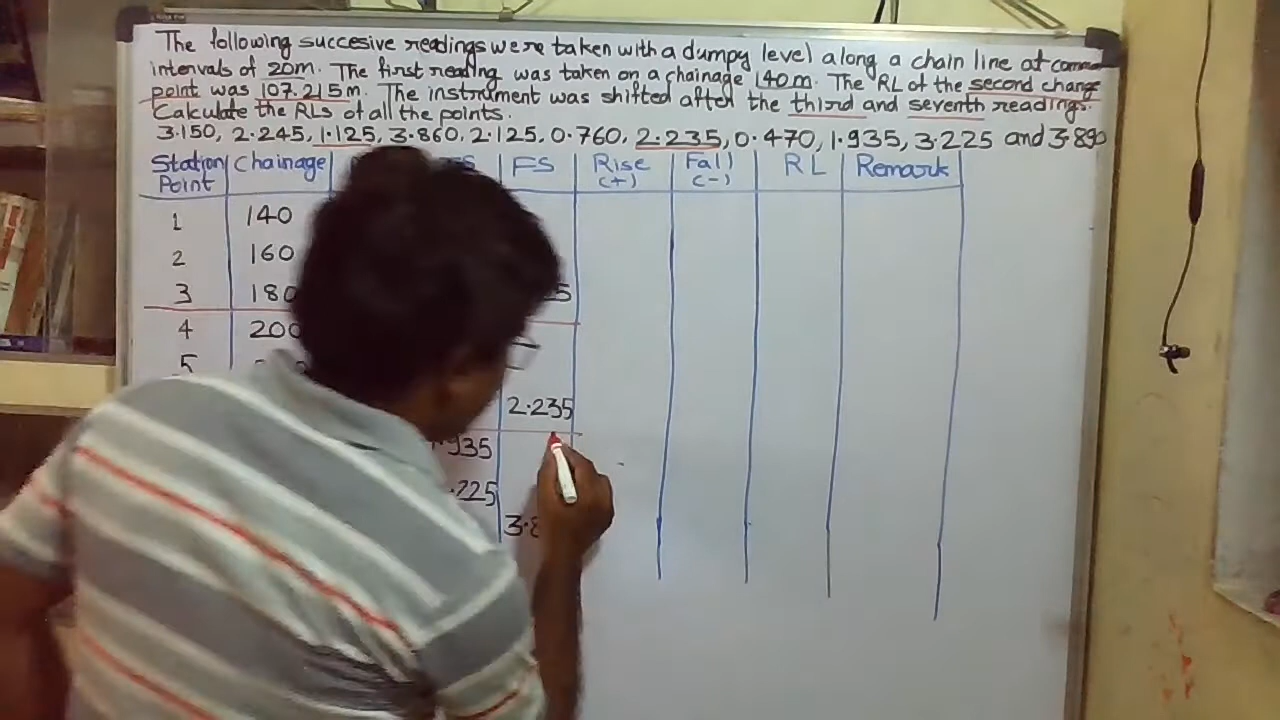 The following succesive readings were taken with a dumpy level along a chain line at
intervals of 20m. The first reading was taken on a chainage 140m. The RL of the second change
point was 107.215m. The instrument was shifted after the third and seventh readings.
Calculate the RLs of all the points.
3.150, 2.245, 1.125, 3.860, 2.125, 0.760, 2.235, 0.470, 1.935, 3.225 and 3.890
Station Chainage FS Rise Fall RL Remark
Point (+) (-)
1 140
2 160
3 180
4 200
5
2.235
935
.225
3.8